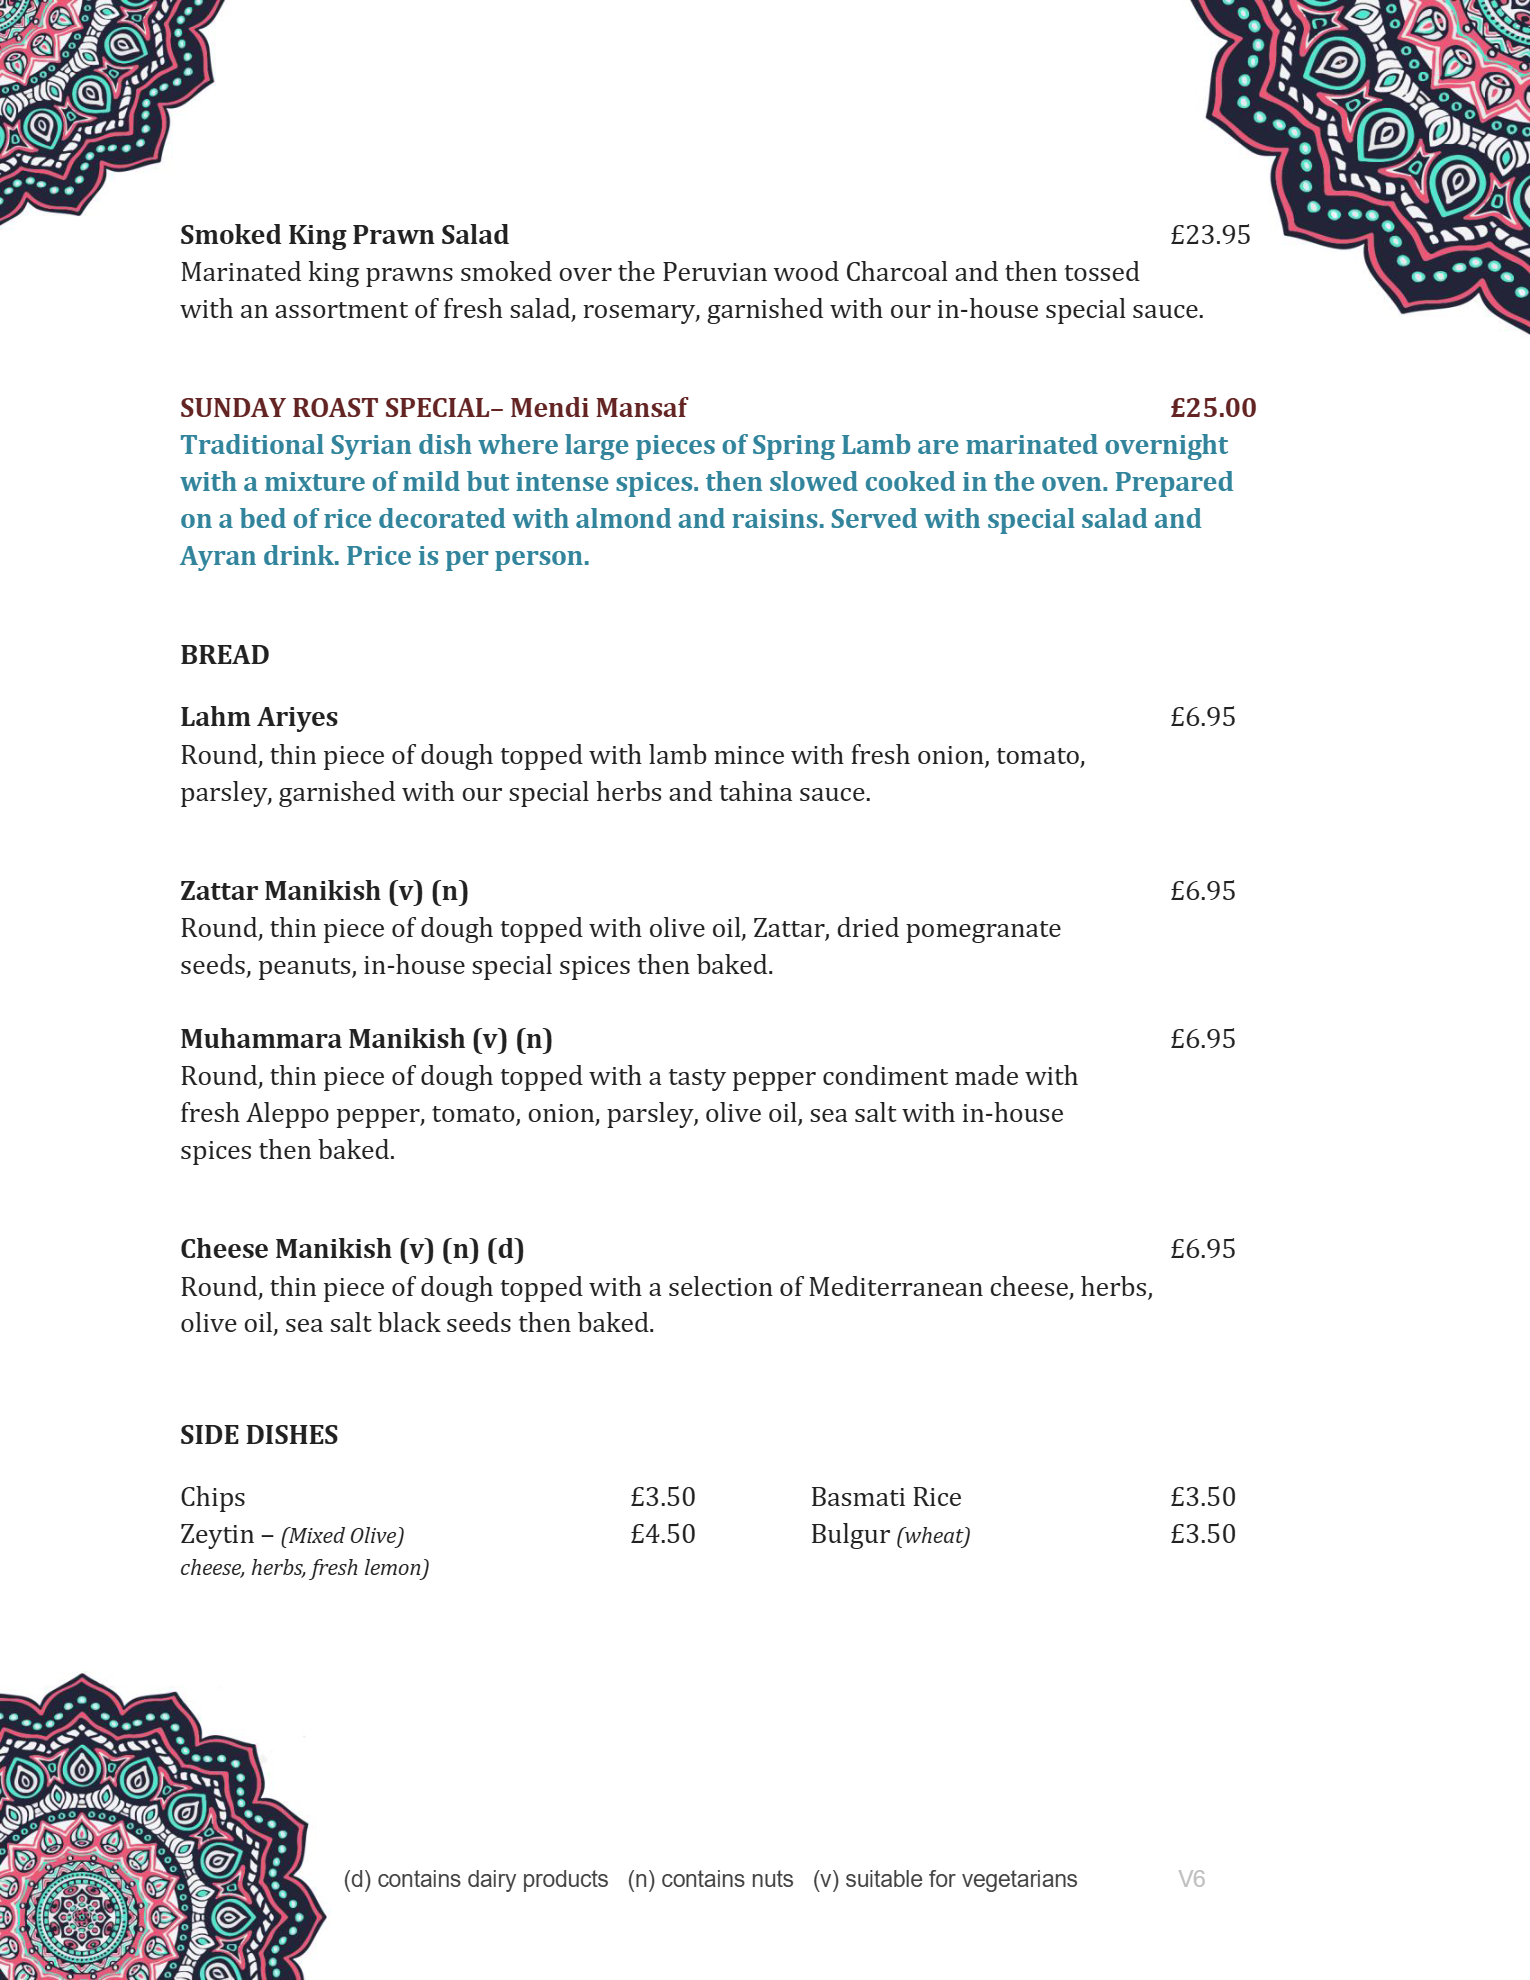 Smoked King Prawn Salad £23.95
Marinated king prawns smoked over the Peruvian wood Charcoal and then tossed
with an assortment of fresh salad, rosemary, garnished with our in-house special sauce.
SUNDAY ROAST SPECIAL– Mendi Mansaf £25.00
Traditional Syrian dish where large pieces of Spring Lamb are marinated overnight
with a mixture of mild but intense spices. then slowed cooked in the oven. Prepared
on a bed of rice decorated with almond and raisins. Served with special salad and
Ayran drink. Price is per person.
BREAD
Lahm Ariyes £6.95
Round, thin piece of dough topped with lamb mince with fresh onion, tomato,
parsley, garnished with our special herbs and tahina sauce.
Zattar Manikish (v) (n) £6.95
Round, thin piece of dough topped with olive oil, Zattar, dried pomegranate
seeds, peanuts, in-house special spices then baked.
Muhammara Manikish (v) (n) £6.95
Round, thin piece of dough topped with a tasty pepper condiment made with
fresh Aleppo pepper, tomato, onion, parsley, olive oil, sea salt with in-house
spices then baked.
Cheese Manikish (v) (n) (d) £6.95
Round, thin piece of dough topped with a selection of Mediterranean cheese, herbs,
olive oil, sea salt black seeds then baked.
SIDE DISHES
Chips £3.50 Basmati Rice £3.50
Zeytin – (Mixed Olive) £4.50 Bulgur (wheat) £3.50
cheese, herbs, fresh lemon)
(d) contains dairy products (n) contains nuts (v) suitable for vegetarians V6